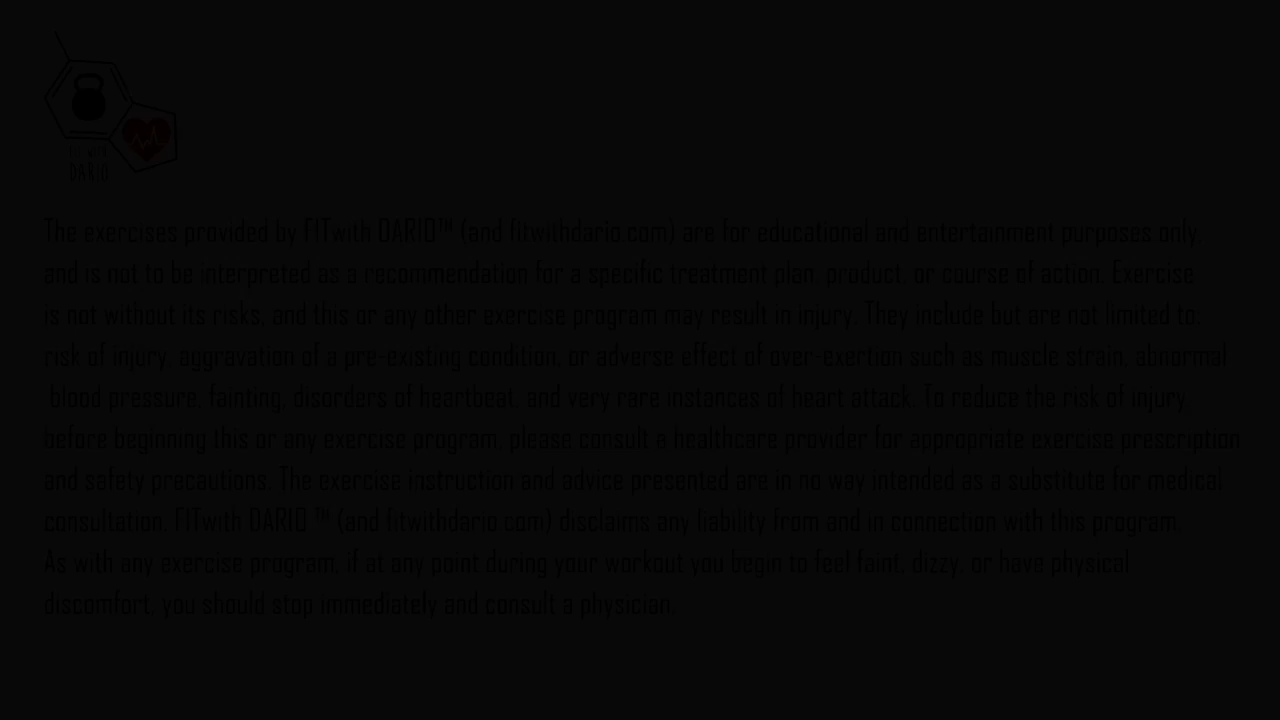 FIT with
DARIO
The exercises provided by FITwith DARIO™ (and fitwithdario.com) are for educational and entertainment purposes only,
and is not to be interpreted as a recommendation for a specific treatment plan, product, or course of action. Exercise
is not without its risks, and this or any other exercise program may result in injury. They include but are not limited to:
risk of injury, aggravation of a pre-existing condition, or adverse effect of over-exertion such as muscle strain, abnormal
blood pressure, fainting, disorders of heartbeat, and very rare instances of heart attack. To reduce the risk of injury,
before beginning this or any exercise program, please consult a healthcare provider for appropriate exercise prescription
and safety precautions. The exercise instruction and advice presented are in no way intended as a substitute for medical
consultation. FITwith DARIO ™ (and fitwithdario.com) disclaims any liability from and in connection with this program.
As with any exercise program, if at any point during your workout you begin to feel faint, dizzy, or have physical
discomfort, you should stop immediately and consult a physician.